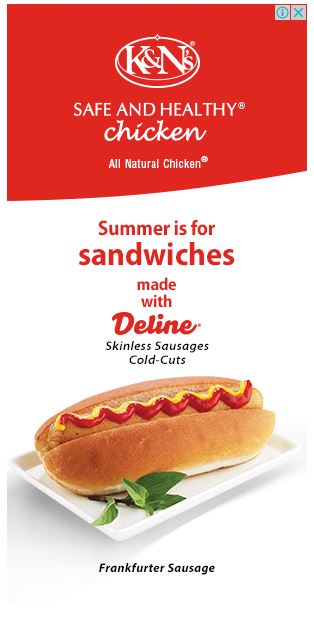 K&N's®
SAFE AND HEALTHY®
chicken
All Natural Chicken®
Summer is for
sandwiches
made
with
Deline®
Skinless Sausages
Cold-Cuts
Frankfurter Sausage